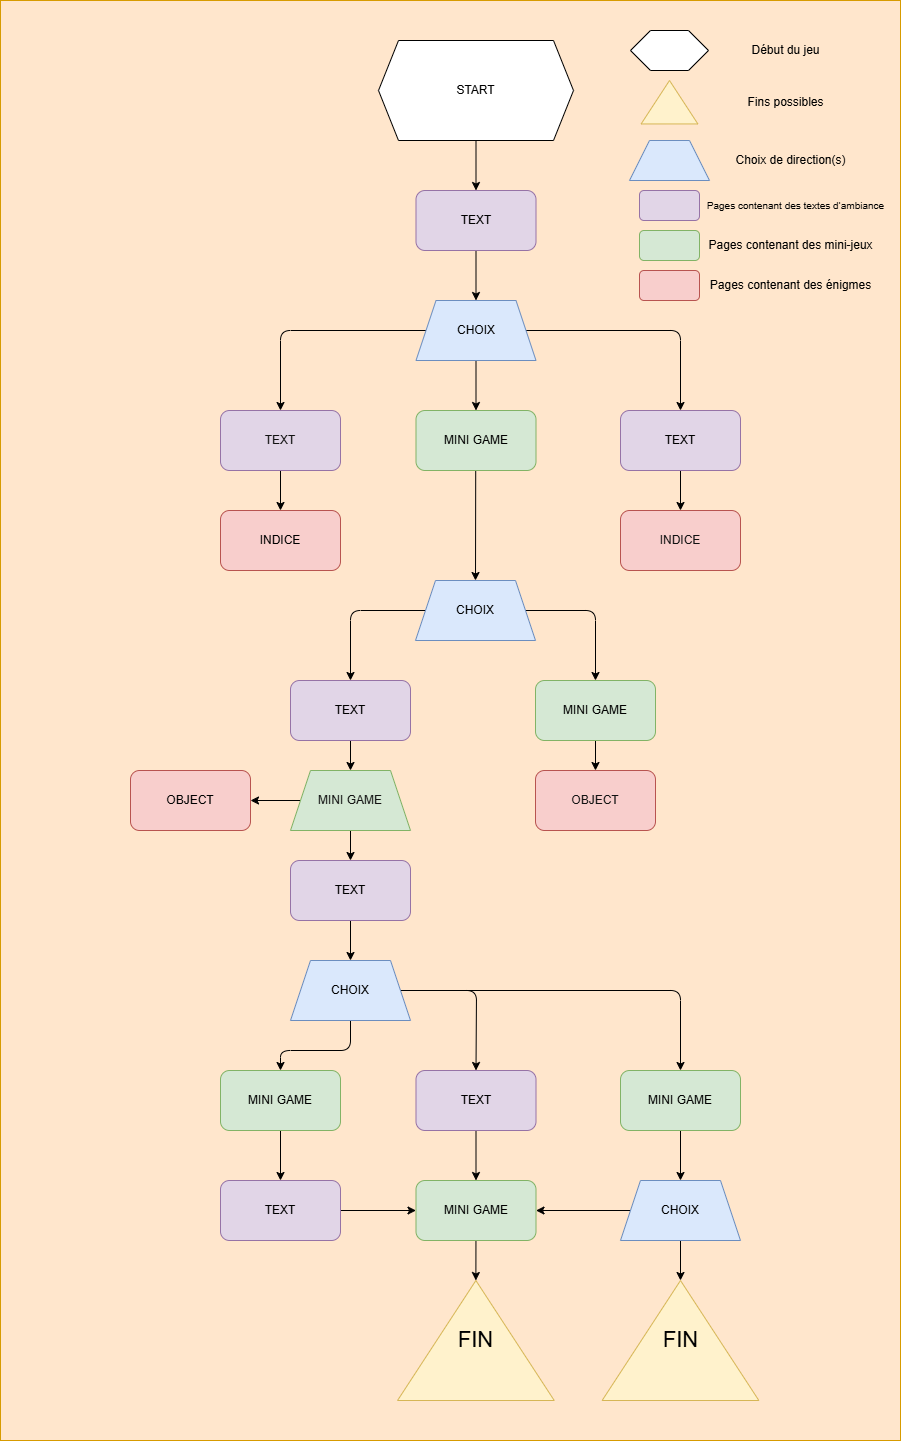 START
Début du jeu
Fins possibles
Choix de direction(s)
Pages contenant des textes d'ambiance
Pages contenant des mini-jeux
Pages contenant des énigmes
TEXT
CHOIX
TEXT
MINI GAME
TEXT
INDICE
INDICE
CHOIX
TEXT
MINI GAME
OBJECT
MINI GAME
OBJECT
TEXT
CHOIX
MINI GAME
TEXT
MINI GAME
TEXT
MINI GAME
CHOIX
FIN
FIN